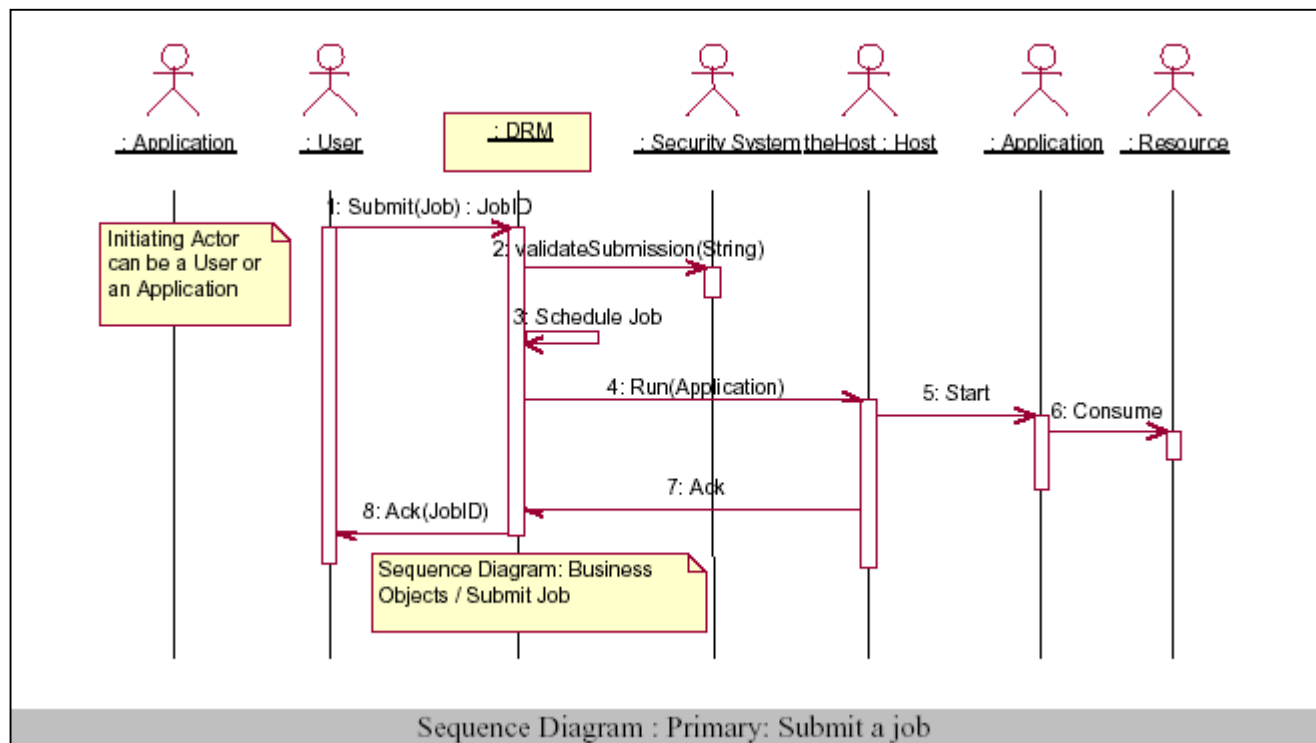 : Application
: User
: DRM
: Security System
theHost : Host
: Application
: Resource
1: Submit(Job) : JobID
Initiating Actor
can be a User or
an Application
2: validateSubmission(String)
3: Schedule Job
4: Run(Application)
5: Start
6: Consume
7: Ack
8: Ack(JobID)
Sequence Diagram: Business
Objects / Submit Job
Sequence Diagram : Primary: Submit a job